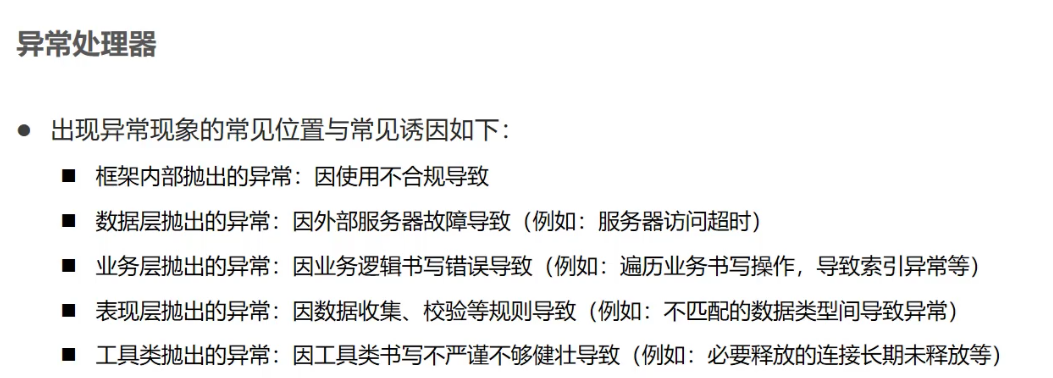 异常处理器
● 出现异常现象的常见位置与常见诱因如下：
■ 框架内部抛出的异常：因使用不合规导致
■ 数据层抛出的异常：因外部服务器故障导致（例如：服务器访问超时）
■ 业务层抛出的异常：因业务逻辑书写错误导致（例如：遍历业务书写操作，导致索引异常等）
■ 表现层抛出的异常：因数据收集、校验等规则导致（例如：不匹配的数据类型间导致异常）
■ 工具类抛出的异常：因工具类书写不严谨不够健壮导致（例如：必要释放的连接长期未释放等）